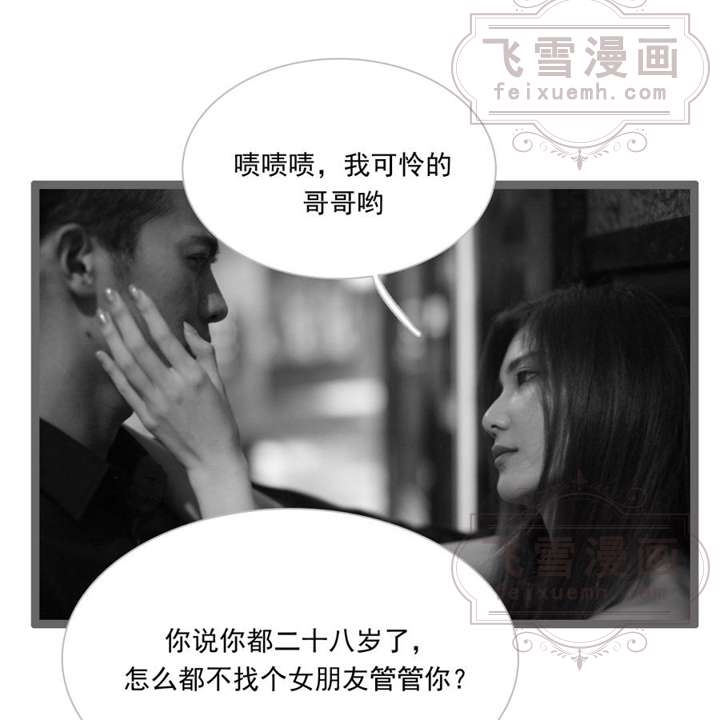 飞雪漫画
feixuemh.com
啧啧啧，我可怜的
哥哥哟
飞雪漫画
feixuemh.com
你说你都二十八岁了，
怎么都不找个女朋友管管你？